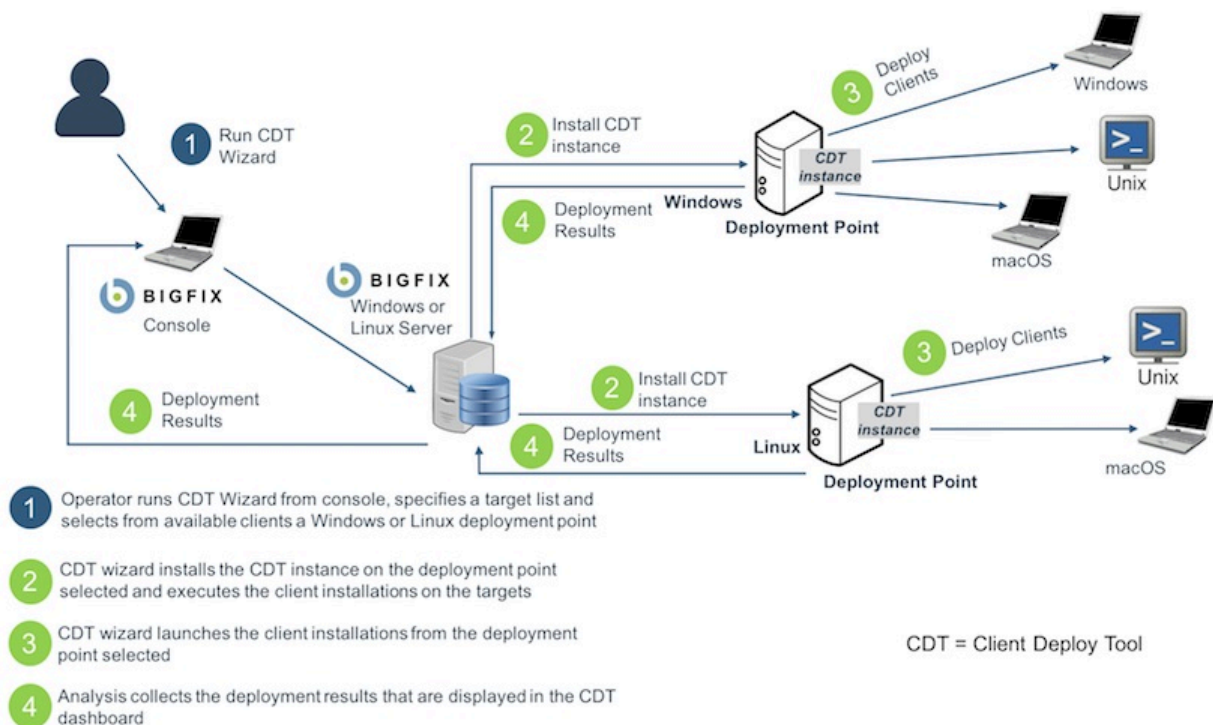 1 Run CDT
Wizard
BIGFIX
Console
4 Deployment
Results
BIGFIX
Windows or
Linux Server
2 Install CDT
instance
4 Deployment
Results
Windows
CDT
instance
Deployment Point
3 Deploy
Clients
Windows
>_
Unix
macOS
2 Install CDT
instance
4 Deployment
Results
Linux
CDT
instance
Deployment Point
3 Deploy Clients
>_
Unix
macOS
1 Operator runs CDT Wizard from console, specifies a target list and
selects from available clients a Windows or Linux deployment point
2 CDT wizard installs the CDT instance on the deployment point
selected and executes the client installations on the targets
3 CDT wizard launches the client installations from the deployment
point selected
4 Analysis collects the deployment results that are displayed in the CDT
dashboard
CDT = Client Deploy Tool